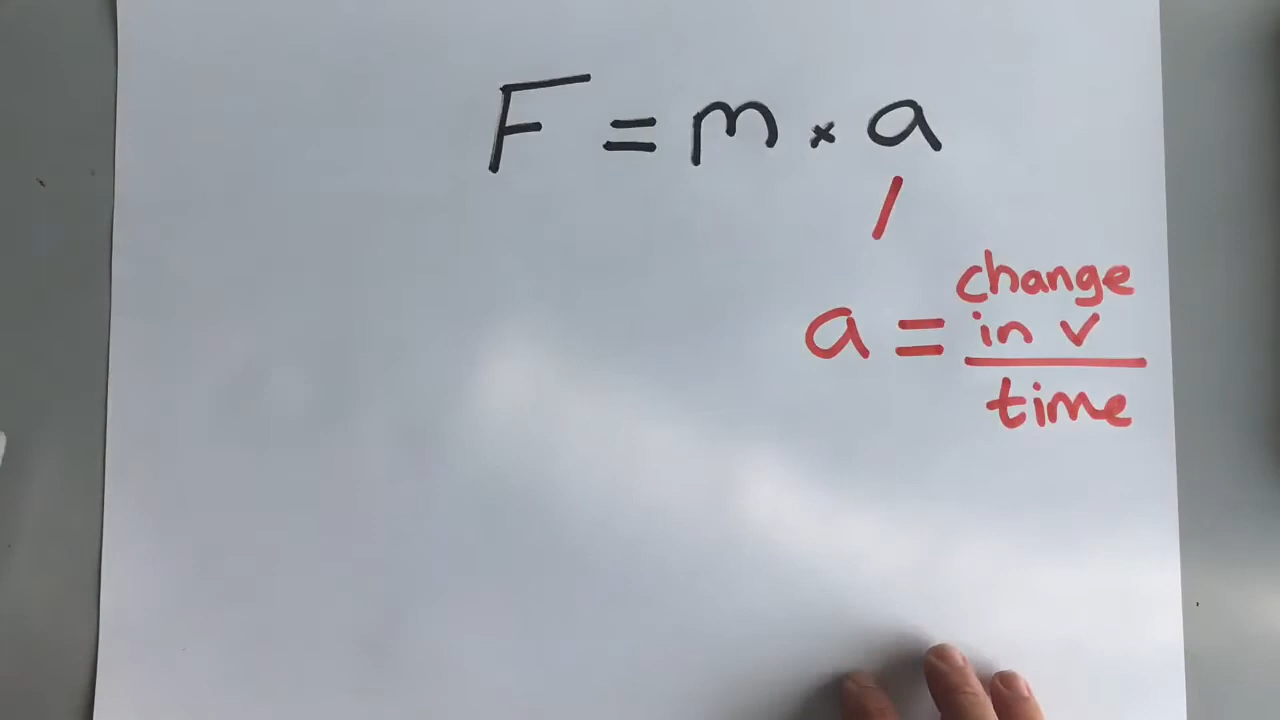 F = m × a
change
a = in v
time